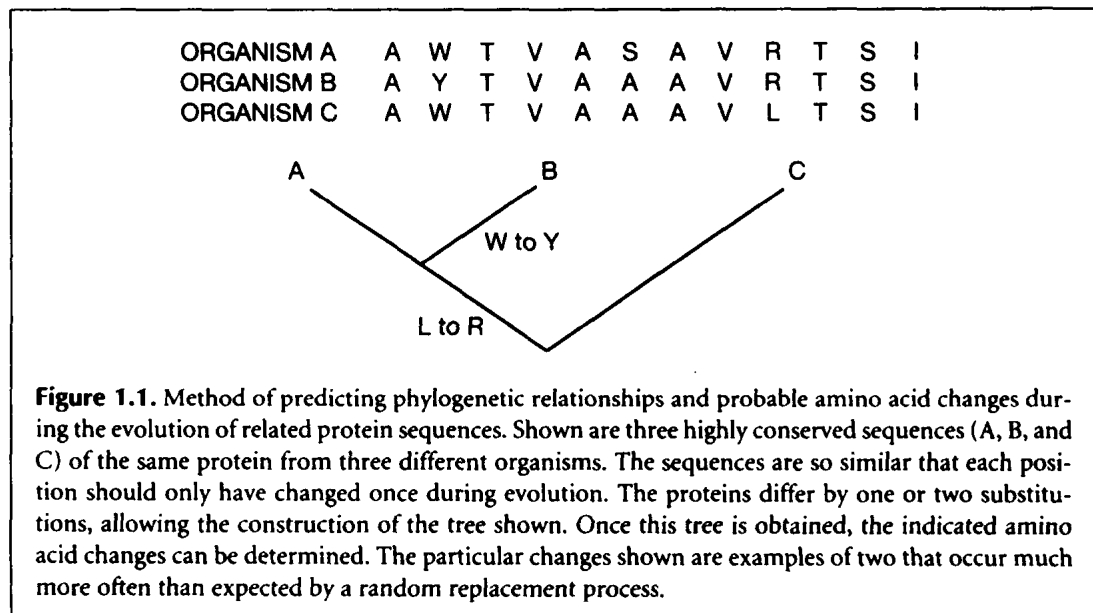 ORGANISM A A W T V A S A V R T S I
ORGANISM B A Y T V A A A V R T S I
ORGANISM C A W T V A A A V L T S I
A B C
W to Y
L to R
Figure 1.1. Method of predicting phylogenetic relationships and probable amino acid changes dur-
ing the evolution of related protein sequences. Shown are three highly conserved sequences (A, B, and
C) of the same protein from three different organisms. The sequences are so similar that each posi-
tion should only have changed once during evolution. The proteins differ by one or two substitu-
tions, allowing the construction of the tree shown. Once this tree is obtained, the indicated amino
acid changes can be determined. The particular changes shown are examples of two that occur much
more often than expected by a random replacement process.